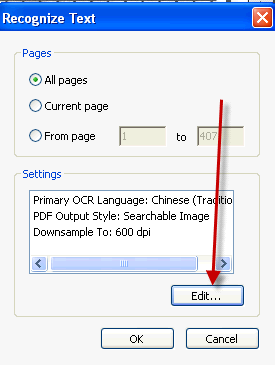 Recognize Text
Pages
All pages
Current page
From page 1 to 407
Settings
Primary OCR Language: Chinese (Traditio
PDF Output Style: Searchable Image
Downsample To: 600 dpi
Edit...
OK Cancel